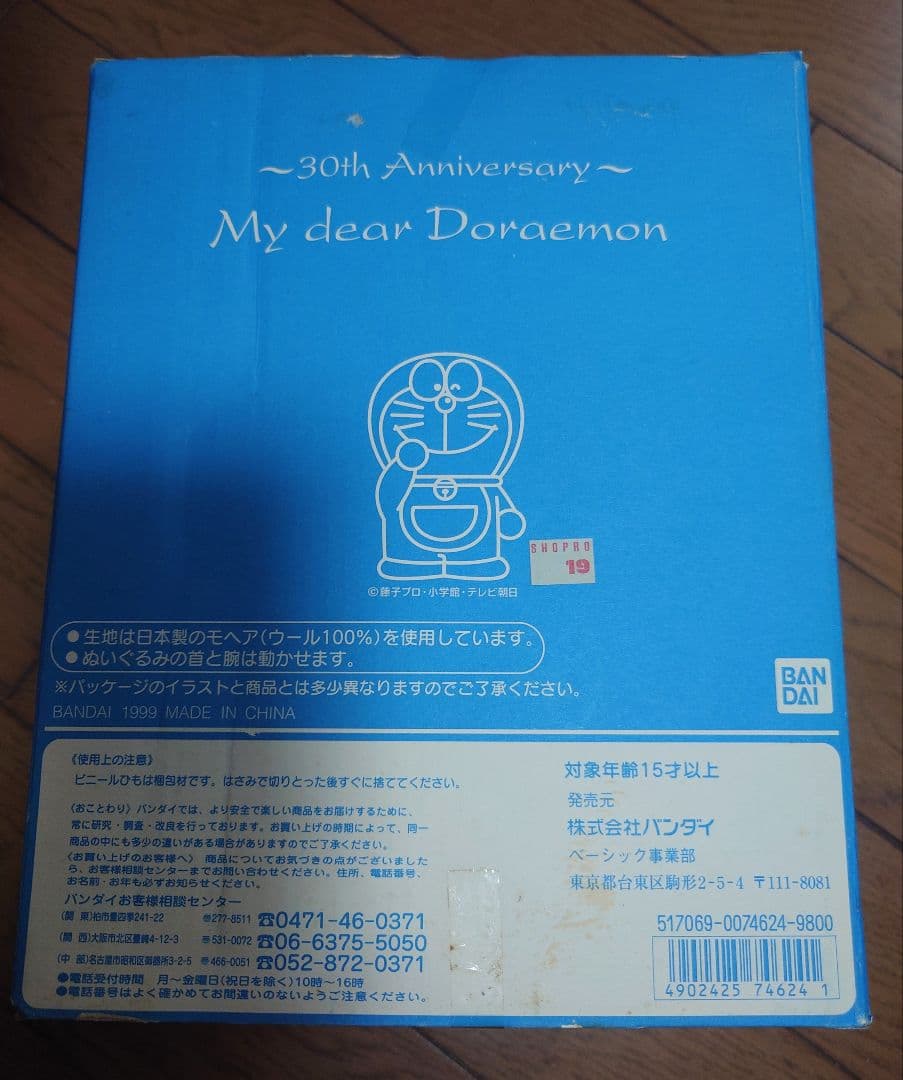 ～30th Anniversary～
My dear Doraemon
SHOPRO
19
©藤子プロ・小学館・テレビ朝日
●生地は日本製のモヘア(ウール100%)を使用しています。
●ぬいぐるみの首と腕は動かせます。
※パッケージのイラストと商品とは多少異なりますのでご了承ください。
BANDAI 1999 MADE IN CHINA
BAN
DAI
《使用上の注意》
ビニールひもは梱包材です。はさみで切りとった後すぐに捨ててください。
〈おことわり〉バンダイでは、より安全で楽しい商品をお届けするために、
常に研究・調査・改良を行っております。お買い上げの時期によって、同一
商品の中にも多少の違いがある場合がありますのでご了承ください。
〈お買い上げのお客様へ〉 商品についてお気づきの点がございました
ら、お客様相談センターまでお問い合わせください。住所、電話番号、
お名前・お年も必ずお知らせください。
バンダイお客様相談センター
(関 東)柏市豊四季241-22 〠277-8511 ☎0471-46-0371
(関 西)大阪市北区豊崎4-12-3 〠531-0072 ☎06-6375-5050
(中 部)名古屋市昭和区御器所3-2-5 〠466-0051 ☎052-872-0371
●電話受付時間 月～金曜日(祝日を除く)10時～16時
●電話番号はよく確かめてお間違いのないようご注意ください。
対象年齢15才以上
発売元
株式会社バンダイ
ベーシック事業部
東京都台東区駒形2-5-4 〒111-8081
517069-0074624-9800
4902425 74624 1